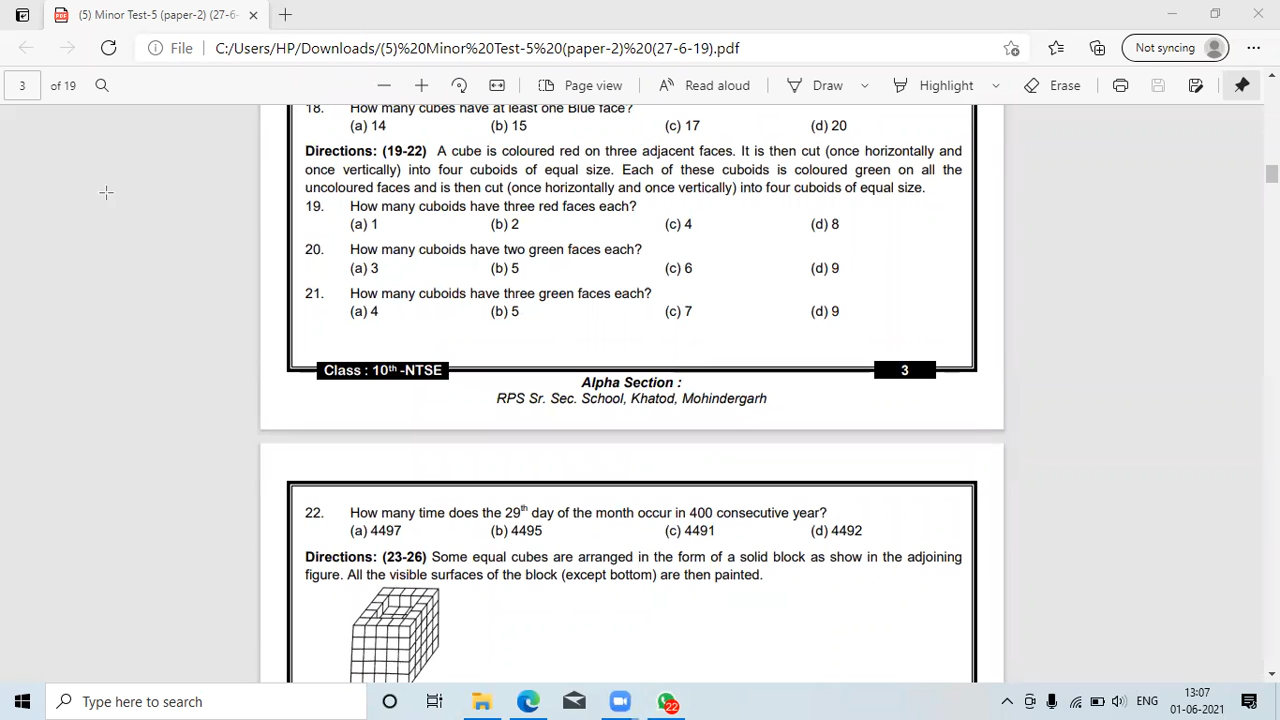 (5) Minor Test-5 (paper-2) (27-6-
File C:/Users/HP/Downloads/(5)%20Minor%20Test-5%20(paper-2)%20(27-6-19).pdf Not syncing
3 of 19 Page view Read aloud Draw Highlight Erase
18. How many cubes have at least one Blue face?
(a) 14 (b) 15 (c) 17 (d) 20
Directions: (19-22) A cube is coloured red on three adjacent faces. It is then cut (once horizontally and
once vertically) into four cuboids of equal size. Each of these cuboids is coloured green on all the
uncoloured faces and is then cut (once horizontally and once vertically) into four cuboids of equal size.
19. How many cuboids have three red faces each?
(a) 1 (b) 2 (c) 4 (d) 8
20. How many cuboids have two green faces each?
(a) 3 (b) 5 (c) 6 (d) 9
21. How many cuboids have three green faces each?
(a) 4 (b) 5 (c) 7 (d) 9
Class : 10th -NTSE 3
Alpha Section :
RPS Sr. Sec. School, Khatod, Mohindergarh
22. How many time does the 29th day of the month occur in 400 consecutive year?
(a) 4497 (b) 4495 (c) 4491 (d) 4492
Directions: (23-26) Some equal cubes are arranged in the form of a solid block as show in the adjoining
figure. All the visible surfaces of the block (except bottom) are then painted.
Type here to search 22 ENG 13:07
01-06-2021